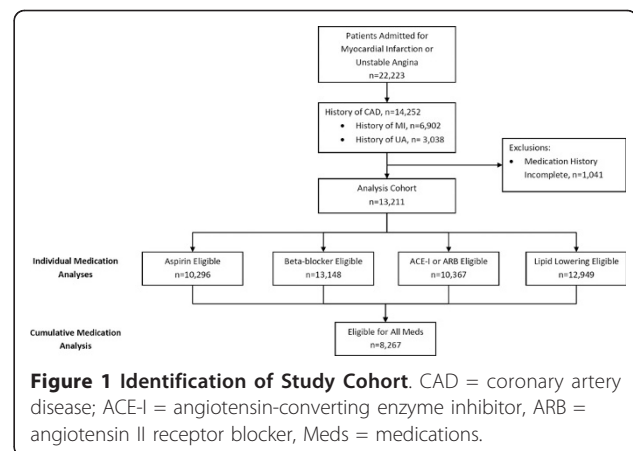 Patients Admitted for
Myocardial Infarction or
Unstable Angina
n=22,223
History of CAD, n=14,252
• History of MI, n=6,902
• History of UA, n= 3,038
Exclusions:
• Medication History
Incomplete, n=1,041
Analysis Cohort
n=13,211
Individual Medication
Analyses
Aspirin Eligible
n=10,296
Beta-blocker Eligible
n=13,148
ACE-I or ARB Eligible
n=10,367
Lipid Lowering Eligible
n=12,949
Cumulative Medication
Analysis
Eligible for All Meds
n=8,267
Figure 1 Identification of Study Cohort. CAD = coronary artery
disease; ACE-I = angiotensin-converting enzyme inhibitor, ARB =
angiotensin II receptor blocker, Meds = medications.